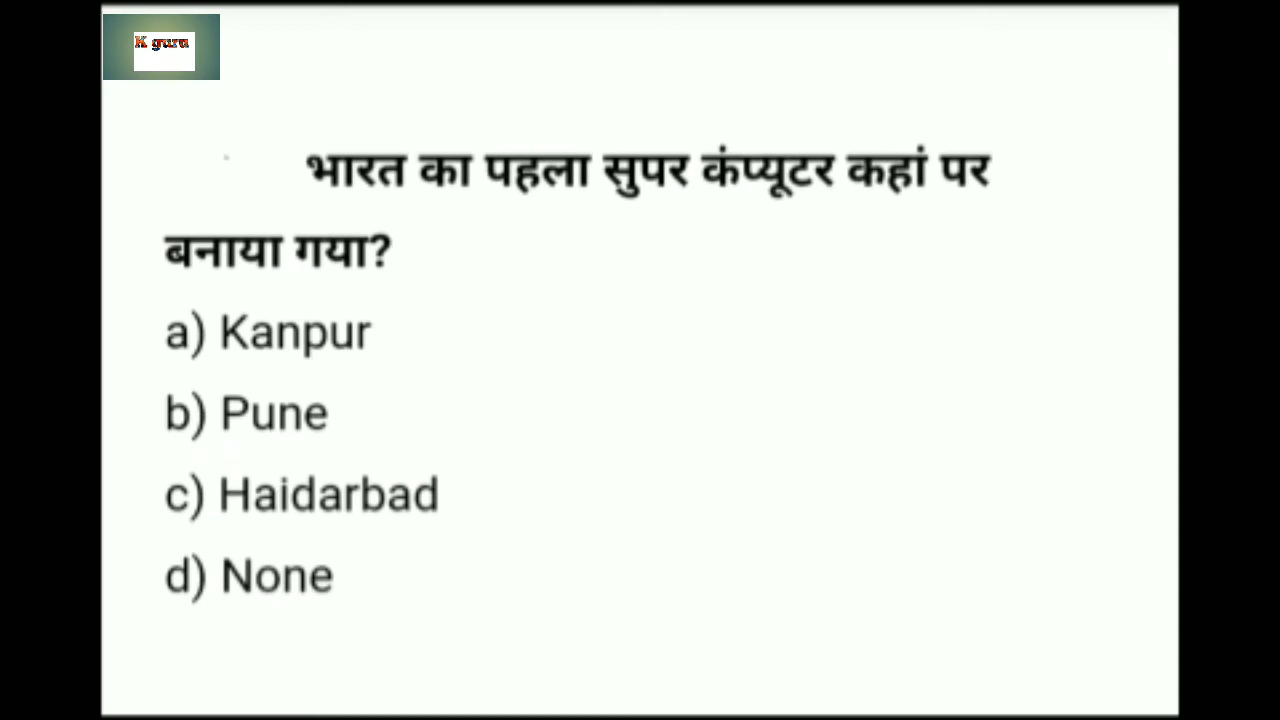 K guru
भारत का पहला सुपर कंप्यूटर कहां पर
बनाया गया?
a) Kanpur
b) Pune
c) Haidarbad
d) None